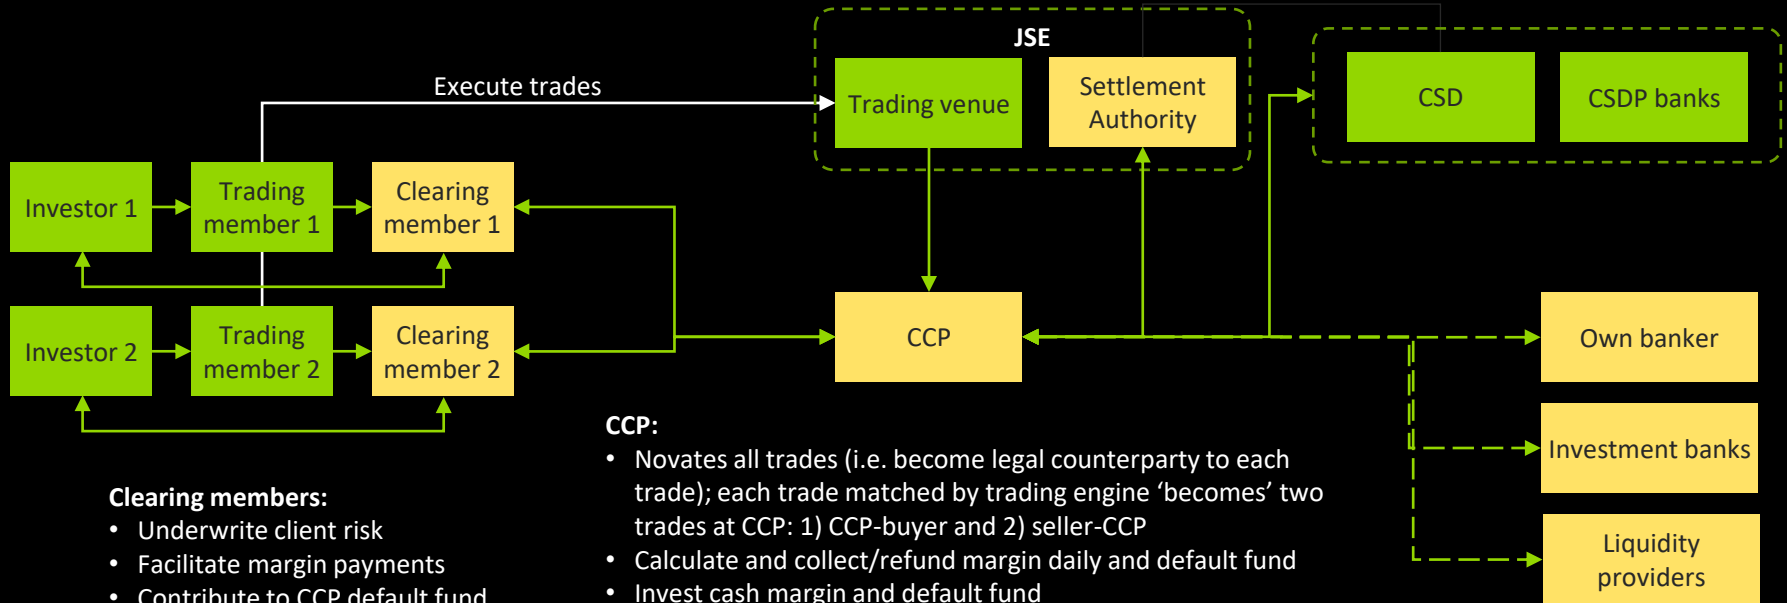 JSE
Execute trades
Trading venue
Settlement
Authority
CSD
CSDP banks
Investor 1
Trading
member 1
Clearing
member 1
Investor 2
Trading
member 2
Clearing
member 2
CCP
Own banker
Investment banks
Liquidity
providers
Clearing members:
• Underwrite client risk
• Facilitate margin payments
• Contribute to CCP default fund
CCP:
• Novates all trades (i.e. become legal counterparty to each
trade); each trade matched by trading engine ‘becomes’ two
trades at CCP: 1) CCP-buyer and 2) seller-CCP
• Calculate and collect/refund margin daily and default fund
• Invest cash margin and default fund